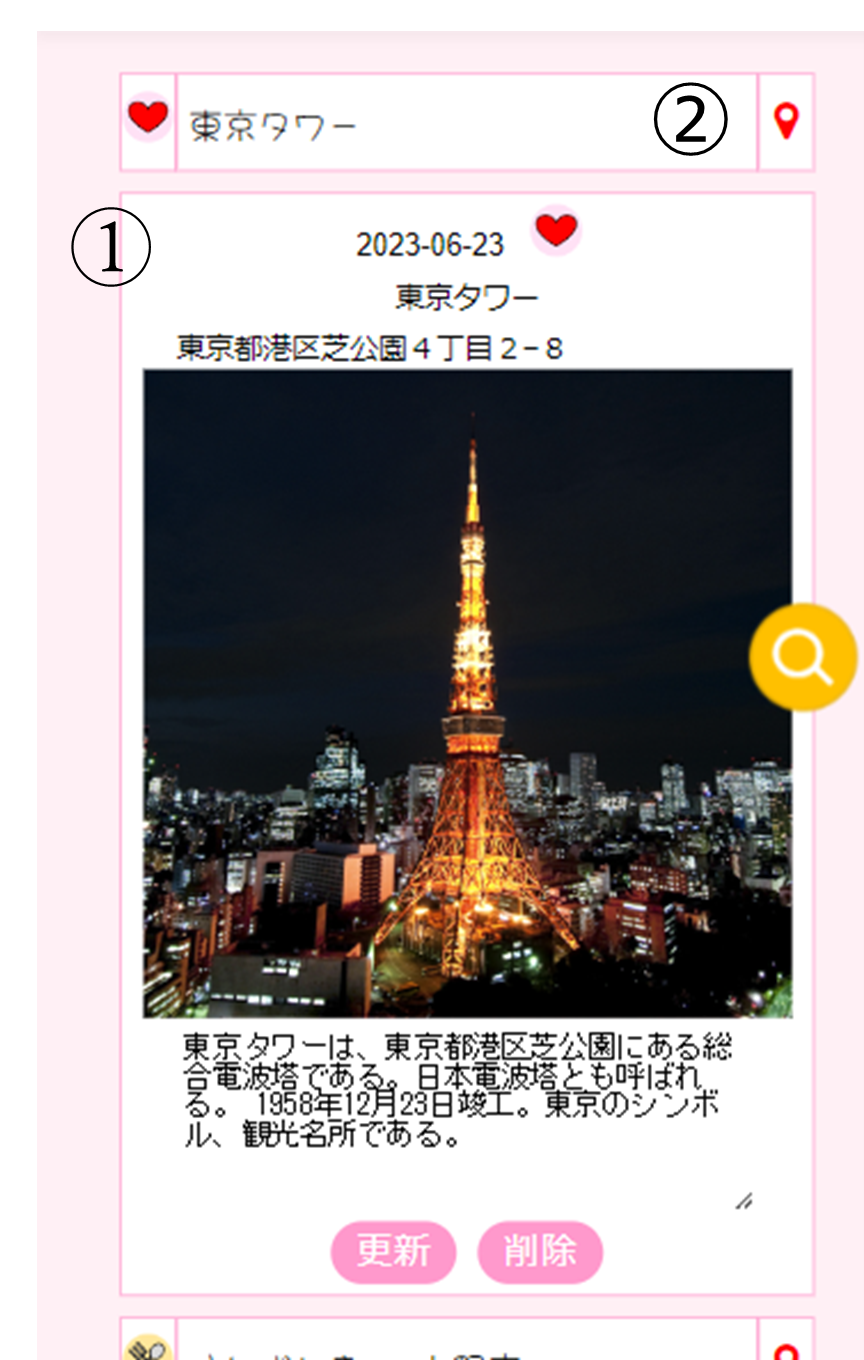 東京タワー
②
①
2023-06-23
東京タワー
東京都港区芝公園４丁目２−８
東京タワーは、東京都港区芝公園にある総
合電波塔である。日本電波塔とも呼ばれ
る。 1958年12月23日竣工。東京のシンボ
ル、観光名所である。
更新
削除